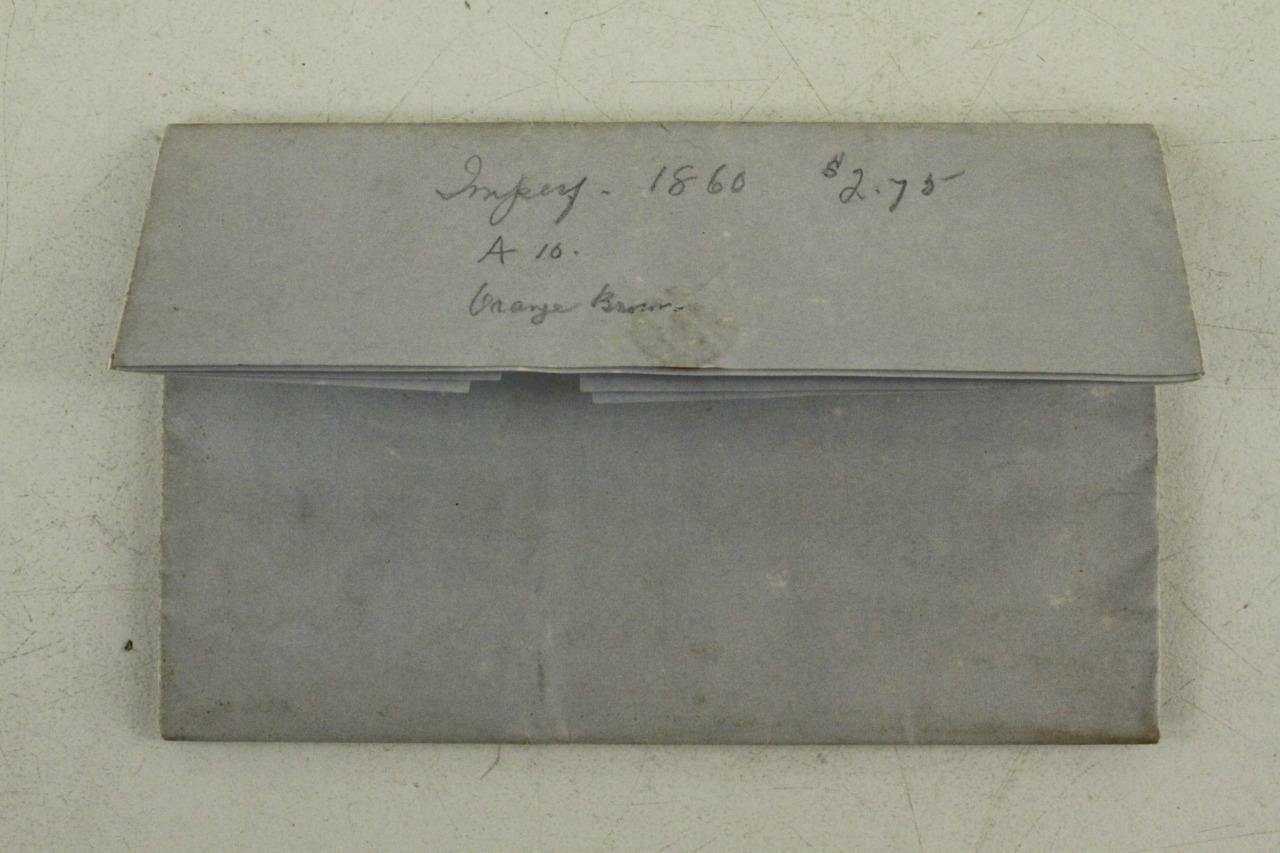 Imperf. 1860 $2.75
A 10.
Orange Brown.